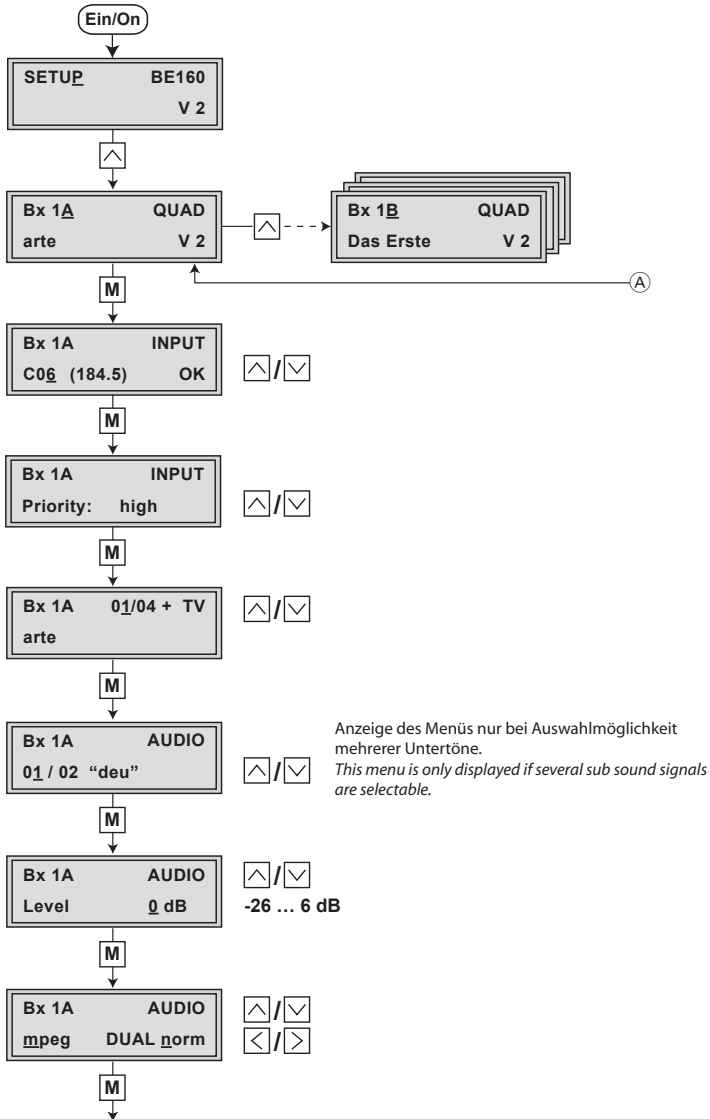 Ein/On
SETUP BE160
V 2
Bx 1A QUAD
arte V 2
Bx 1B QUAD
Das Erste V 2
A
M
Bx 1A INPUT
C06 (184.5) OK
/
M
Bx 1A INPUT
Priority: high
/
M
Bx 1A 01/04 + TV
arte
/
M
Bx 1A AUDIO
01 / 02 “deu”
/
Anzeige des Menüs nur bei Auswahlmöglichkeit
mehrerer Untertöne.
This menu is only displayed if several sub sound signals
are selectable.
M
Bx 1A AUDIO
Level 0 dB
/
-26 … 6 dB
M
Bx 1A AUDIO
mpeg DUAL norm
/
< / >
M